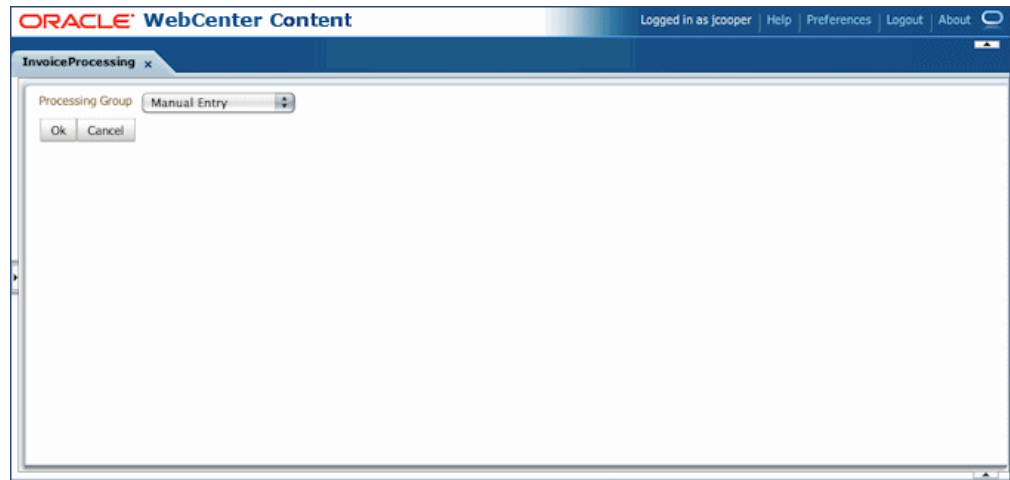 ORACLE WebCenter Content
Logged in as jcooper | Help | Preferences | Logout | About
InvoiceProcessing x
Processing Group Manual Entry
Ok Cancel